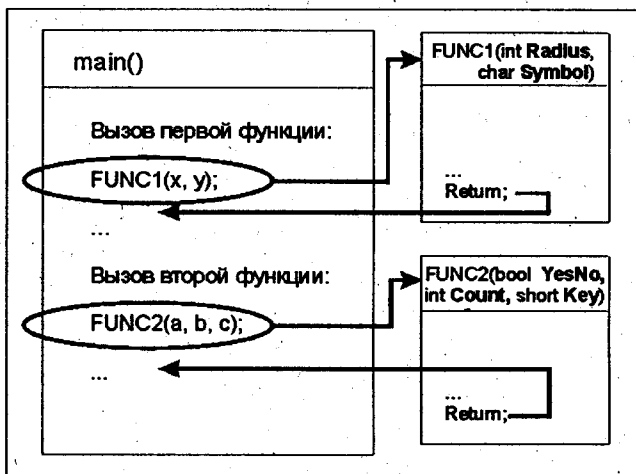 main()
Вызов первой функции:
FUNC1(x, y);
...
Вызов второй функции:
FUNC2(a, b, c);
...
FUNC1(int Radius,
char Symbol)
...
Return;
FUNC2(bool YesNo,
int Count, short Key)
...
Return;